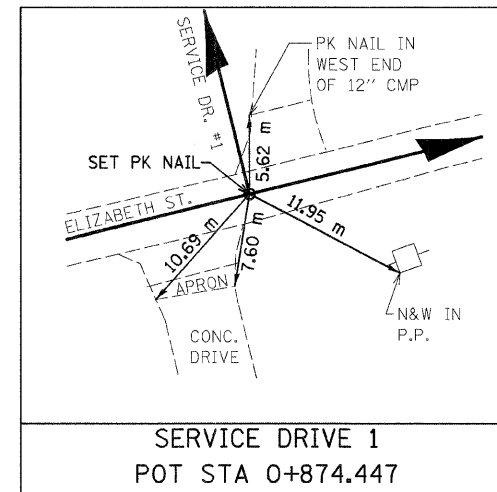 SERVICE DR. #1
PK NAIL IN
WEST END
OF 12" CMP
SET PK NAIL
5.62 m
ELIZABETH ST.
11.95 m
10.69 m
7.60 m
APRON
CONC.
DRIVE
N&W IN
P.P.
SERVICE DRIVE 1
POT STA 0+874.447